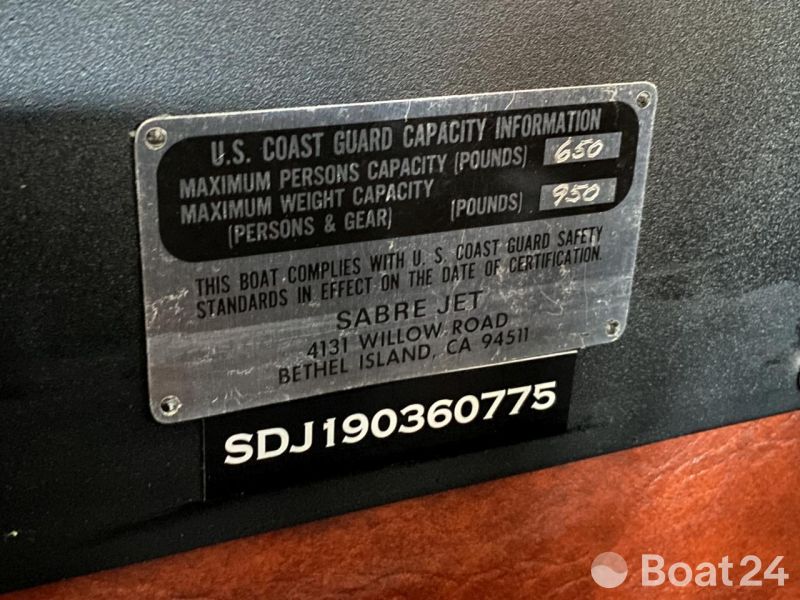 U.S. COAST GUARD CAPACITY INFORMATION
MAXIMUM PERSONS CAPACITY (POUNDS) 650
MAXIMUM WEIGHT CAPACITY
(PERSONS & GEAR) (POUNDS) 950
THIS BOAT COMPLIES WITH U. S. COAST GUARD SAFETY
STANDARDS IN EFFECT ON THE DATE OF CERTIFICATION.
SABRE JET
4131 WILLOW ROAD
BETHEL ISLAND, CA 94511
SDJ190360775
Boat24